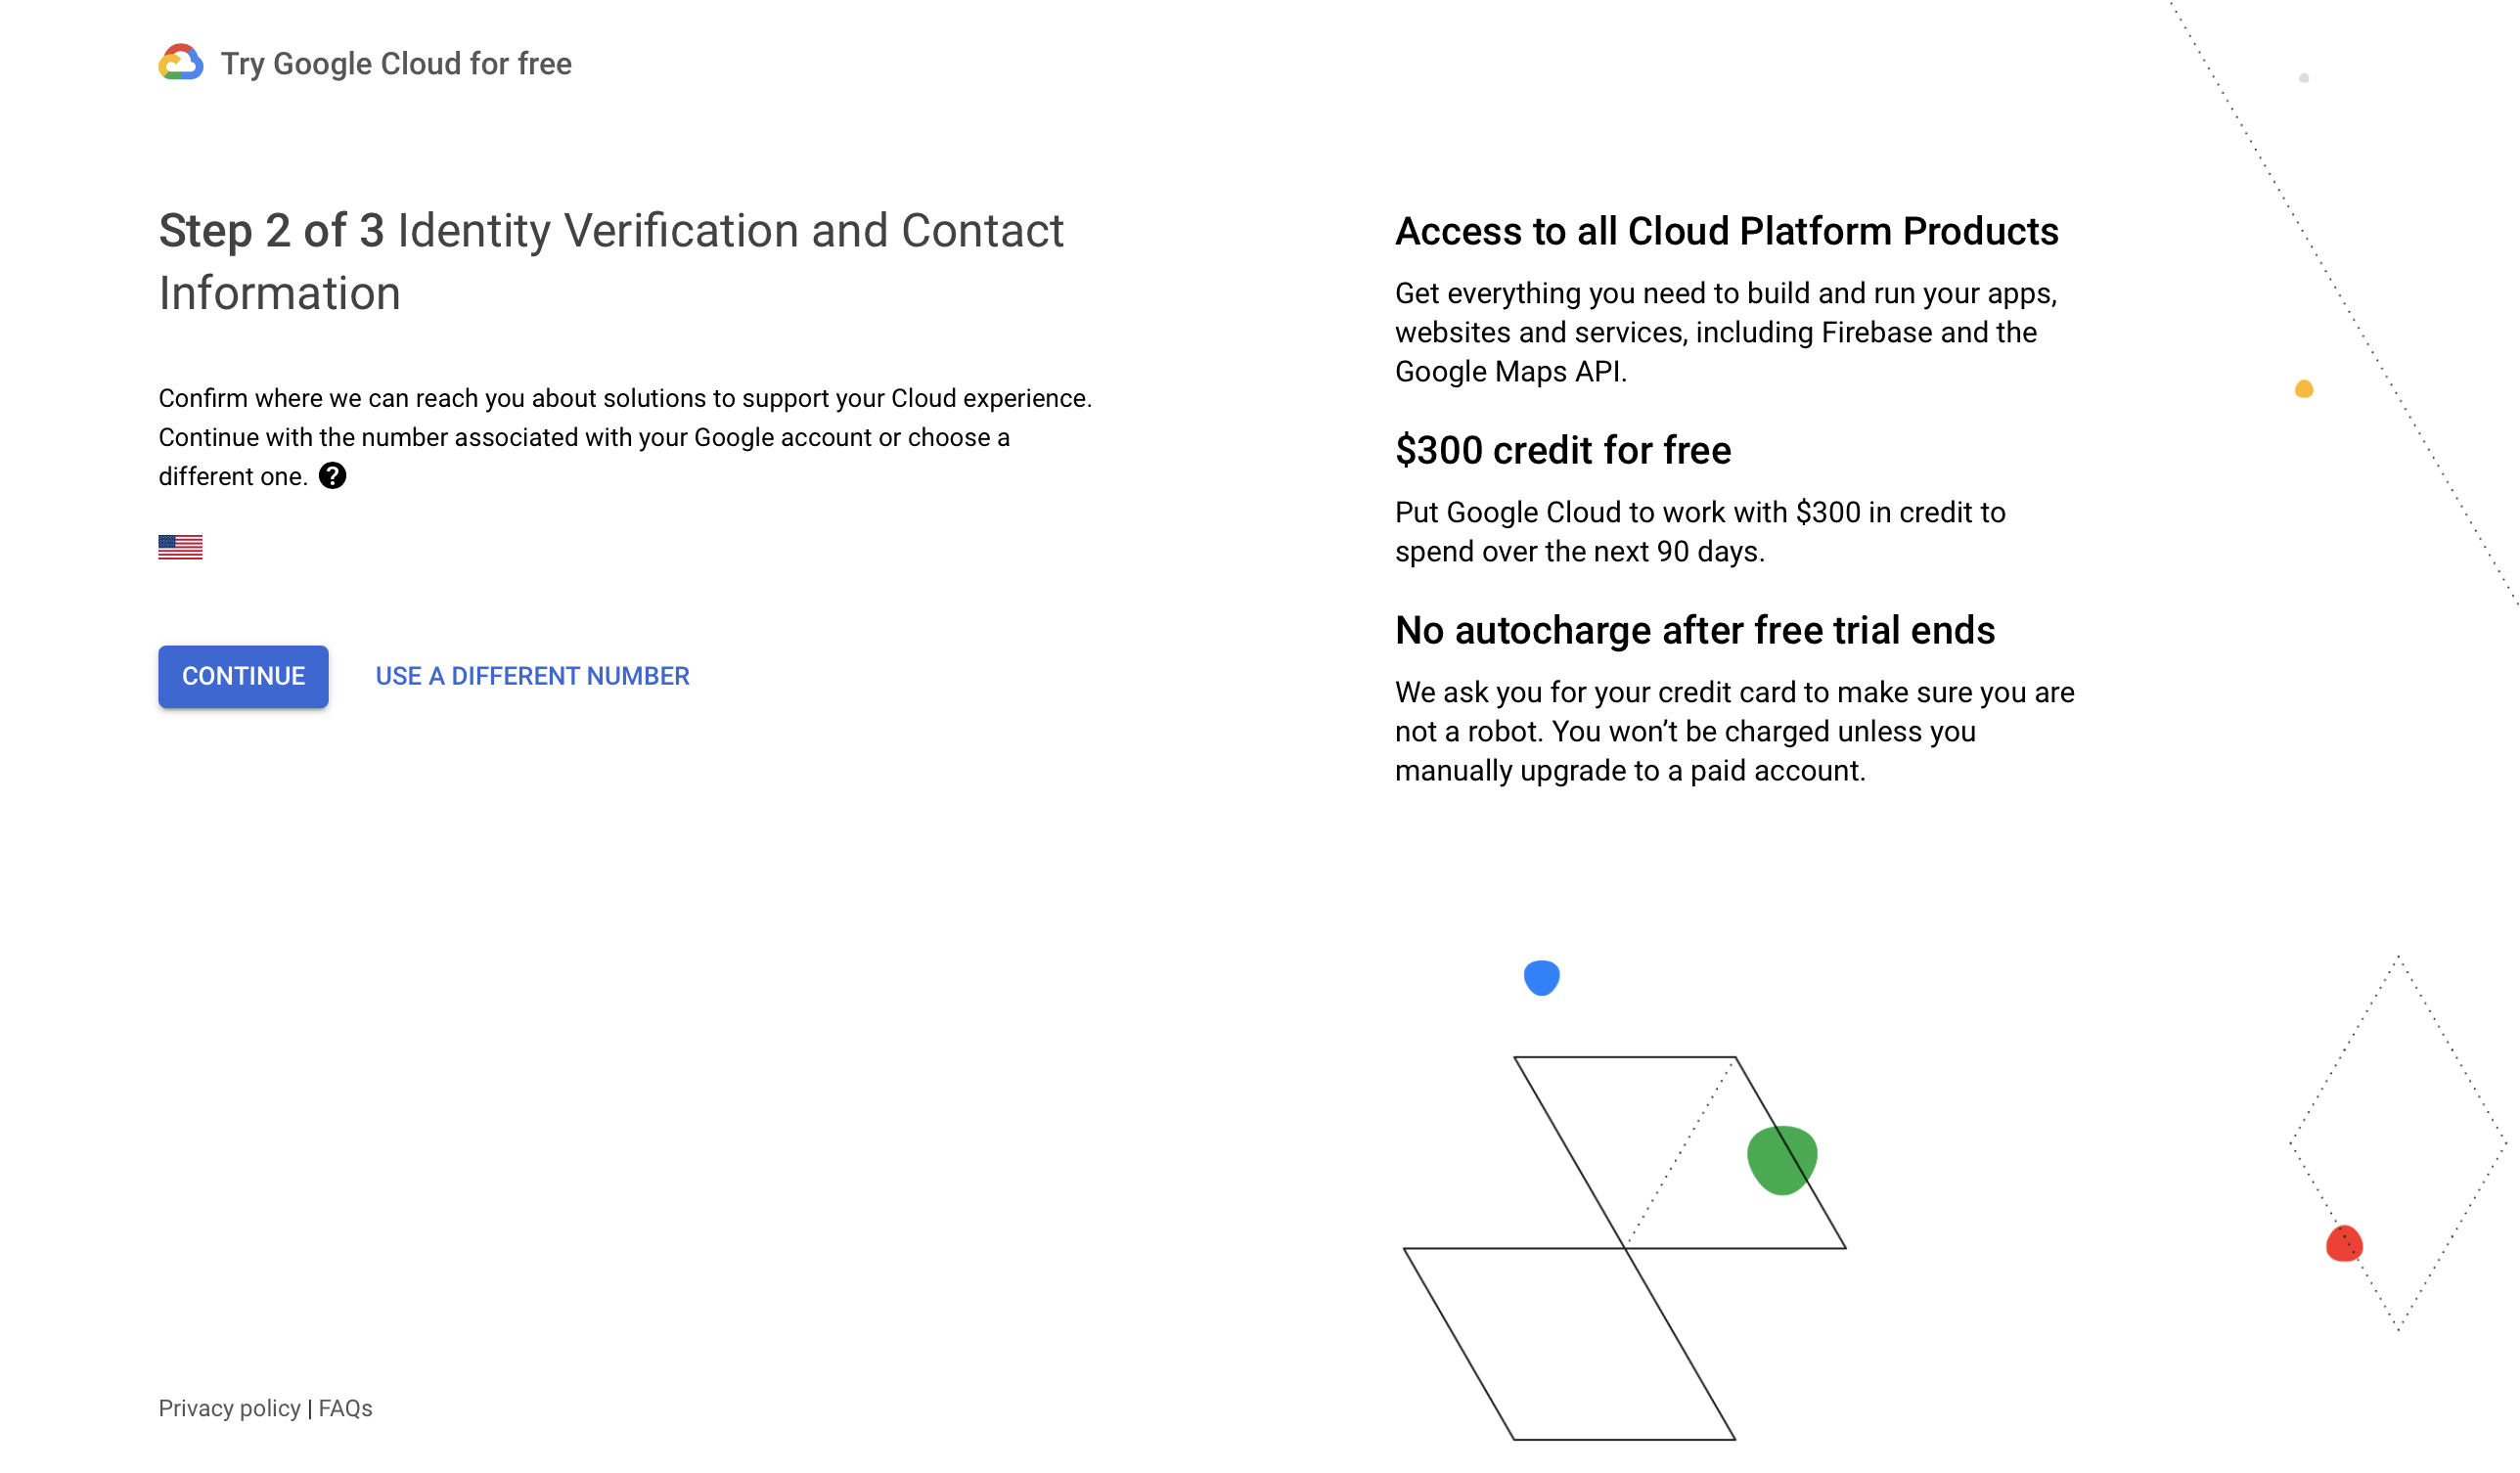 Try Google Cloud for free
Step 2 of 3 Identity Verification and Contact
Information
Confirm where we can reach you about solutions to support your Cloud experience.
Continue with the number associated with your Google account or choose a
different one. ?
CONTINUE
USE A DIFFERENT NUMBER
Access to all Cloud Platform Products
Get everything you need to build and run your apps,
websites and services, including Firebase and the
Google Maps API.
$300 credit for free
Put Google Cloud to work with $300 in credit to
spend over the next 90 days.
No autocharge after free trial ends
We ask you for your credit card to make sure you are
not a robot. You won’t be charged unless you
manually upgrade to a paid account.
Privacy policy | FAQs